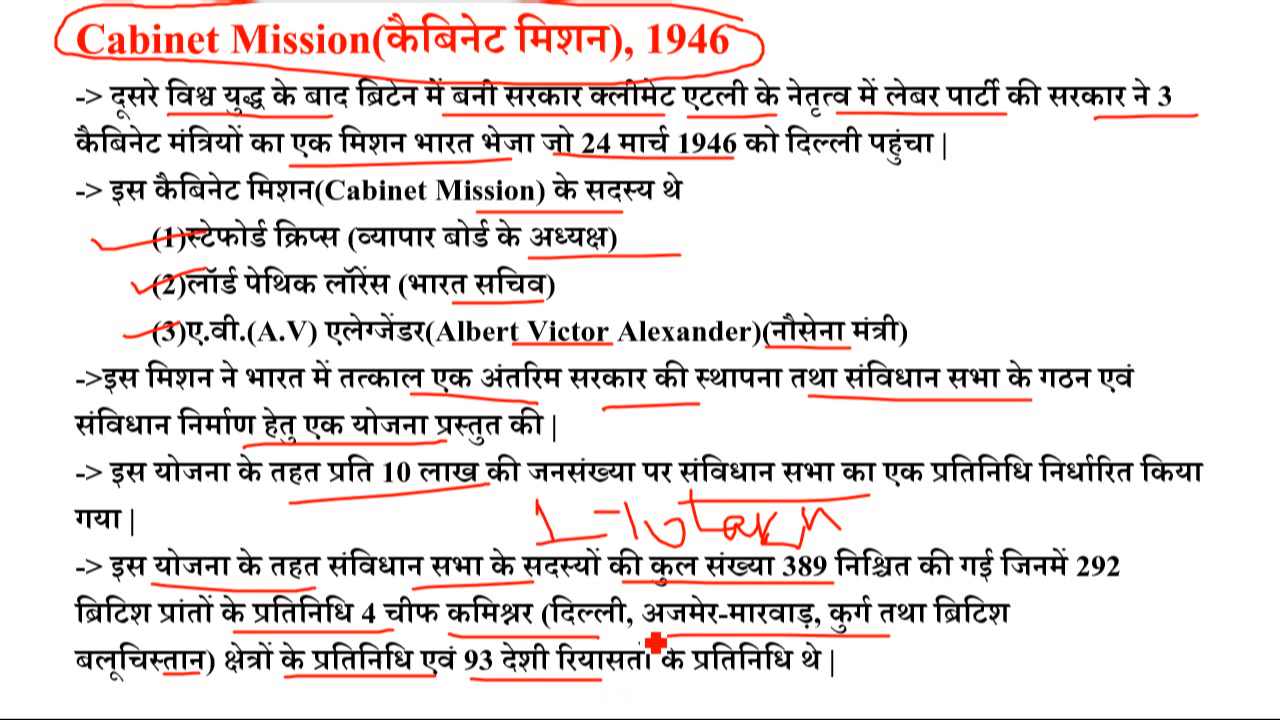 Cabinet Mission(कैबिनेट मिशन), 1946
-> दूसरे विश्व युद्ध के बाद ब्रिटेन में बनी सरकार क्लीमेट एटली के नेतृत्व में लेबर पार्टी की सरकार ने 3
कैबिनेट मंत्रियों का एक मिशन भारत भेजा जो 24 मार्च 1946 को दिल्ली पहुंचा |
-> इस कैबिनेट मिशन(Cabinet Mission) के सदस्य थे
(1)स्टेफोर्ड क्रिप्स (व्यापार बोर्ड के अध्यक्ष)
(2)लॉर्ड पेथिक लॉरेंस (भारत सचिव)
(3)ए.वी.(A.V) एलेग्जेंडर(Albert Victor Alexander)(नौसेना मंत्री)
->इस मिशन ने भारत में तत्काल एक अंतरिम सरकार की स्थापना तथा संविधान सभा के गठन एवं
संविधान निर्माण हेतु एक योजना प्रस्तुत की |
-> इस योजना के तहत प्रति 10 लाख की जनसंख्या पर संविधान सभा का एक प्रतिनिधि निर्धारित किया
गया |
1-10
-> इस योजना के तहत संविधान सभा के सदस्यों की कुल संख्या 389 निश्चित की गई जिनमें 292
ब्रिटिश प्रांतों के प्रतिनिधि 4 चीफ कमिश्नर (दिल्ली, अजमेर-मारवाड़, कुर्ग तथा ब्रिटिश
बलूचिस्तान) क्षेत्रों के प्रतिनिधि एवं 93 देशी रियासतों के प्रतिनिधि थे |